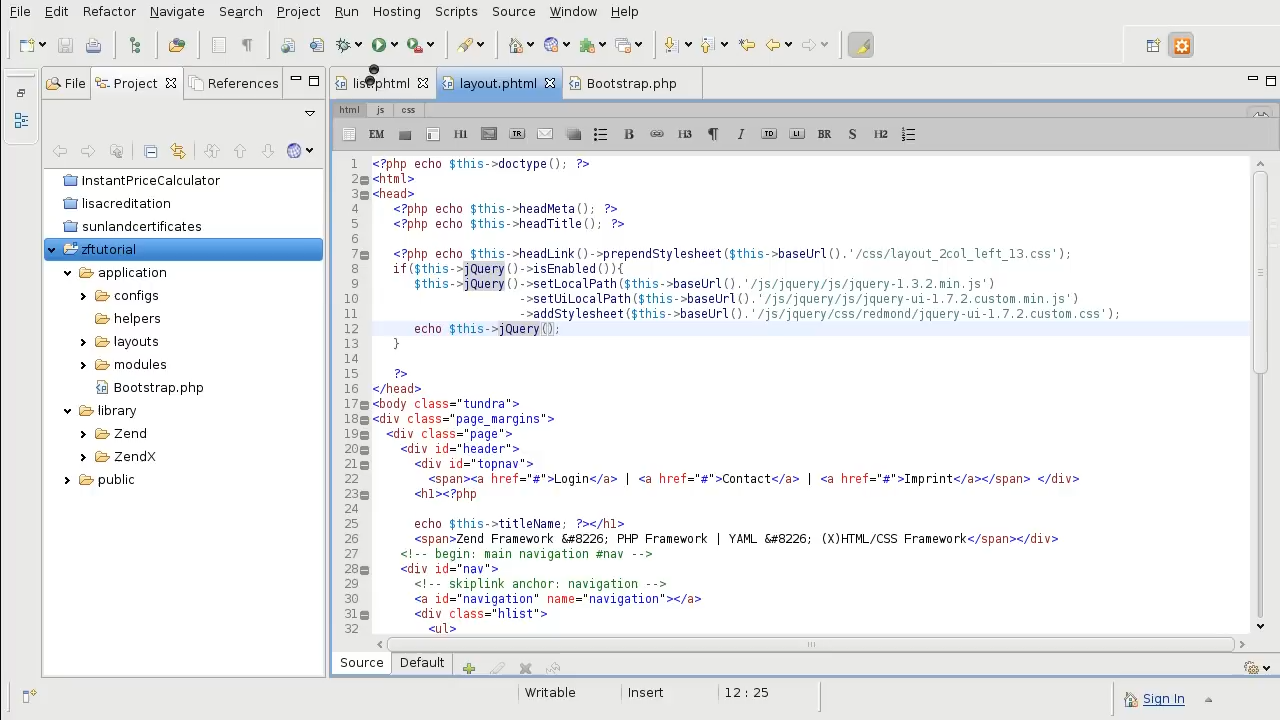 File Edit Refactor Navigate Search Project Run Hosting Scripts Source Window Help
File Project References
list.phtml layout.phtml Bootstrap.php
html js css
EM H1 TR B H3 ¶ I TD LI BR S H2
InstantPriceCalculator
lisacreditation
sunlandcertificates
zftutorial
application
configs
helpers
layouts
modules
Bootstrap.php
library
Zend
ZendX
public
1 <?php echo $this->doctype(); ?>
2 <html>
3 <head>
4 <?php echo $this->headMeta(); ?>
5 <?php echo $this->headTitle(); ?>
6
7 <?php echo $this->headLink()->prependStylesheet($this->baseUrl().'/css/layout_2col_left_13.css');
8 if($this->jQuery()->isEnabled()){
9 $this->jQuery()->setLocalPath($this->baseUrl().'/js/jquery/js/jquery-1.3.2.min.js')
10 ->setUiLocalPath($this->baseUrl().'/js/jquery/js/jquery-ui-1.7.2.custom.min.js')
11 ->addStylesheet($this->baseUrl().'/js/jquery/css/redmond/jquery-ui-1.7.2.custom.css');
12 echo $this->jQuery();
13 }
14
15 ?>
16 </head>
17 <body class="tundra">
18 <div class="page_margins">
19 <div class="page">
20 <div id="header">
21 <div id="topnav">
22 <span><a href="#">Login</a> | <a href="#">Contact</a> | <a href="#">Imprint</a></span> </div>
23 <h1><?php
24
25 echo $this->titleName; ?></h1>
26 <span>Zend Framework &#8226; PHP Framework | YAML &#8226; (X)HTML/CSS Framework</span></div>
27 <!-- begin: main navigation #nav -->
28 <div id="nav">
29 <!-- skiplink anchor: navigation -->
30 <a id="navigation" name="navigation"></a>
31 <div class="hlist">
32 <ul>
Source Default
Writable Insert 12 : 25 Sign In